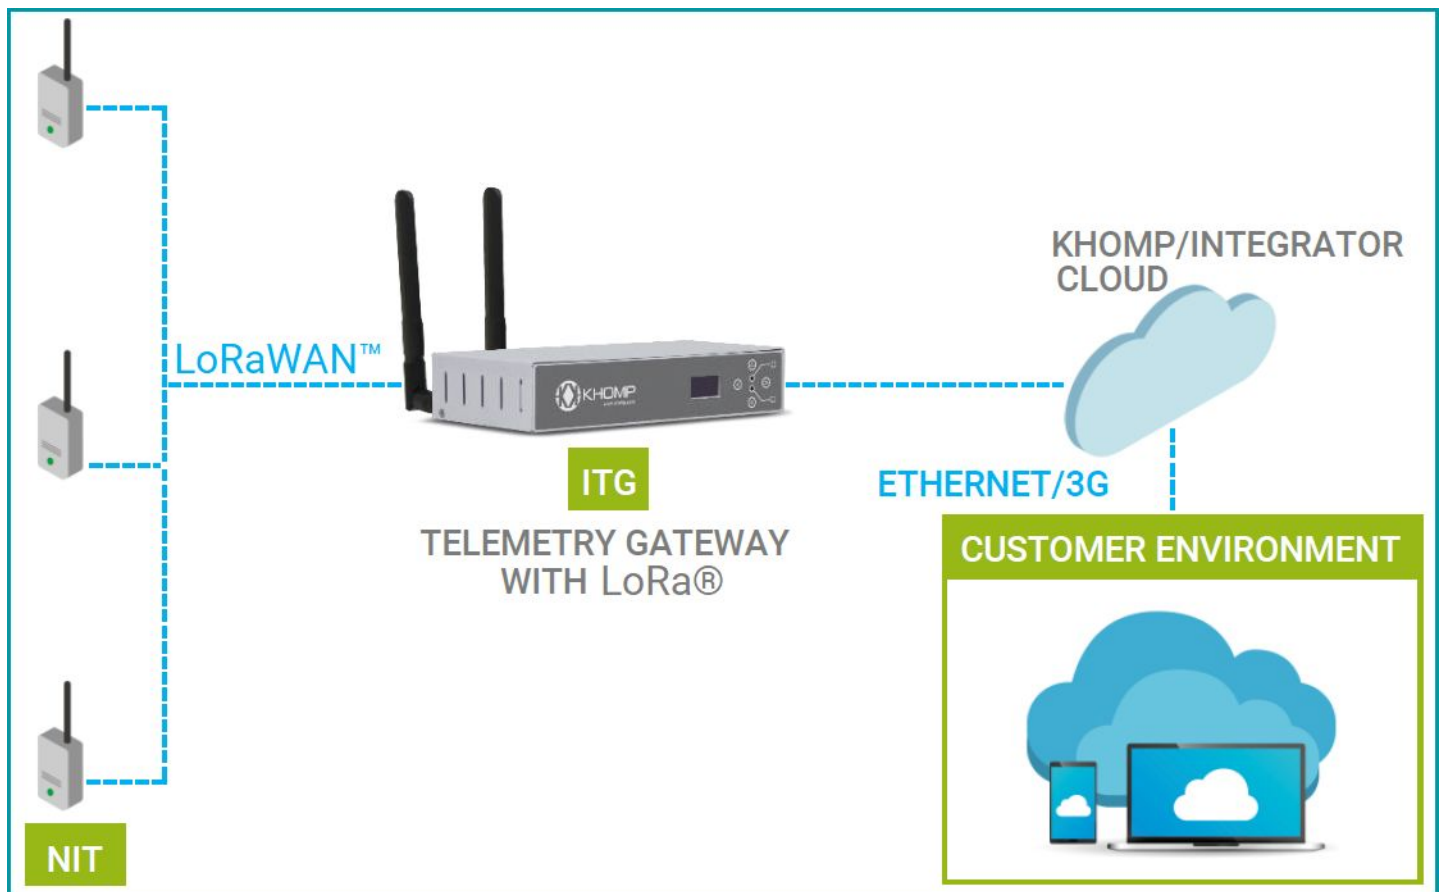 KHOMP/INTEGRATOR
CLOUD
LoRaWAN™
KHOMP
ITG
ETHERNET/3G
TELEMETRY GATEWAY
WITH LoRa®
CUSTOMER ENVIRONMENT
NIT